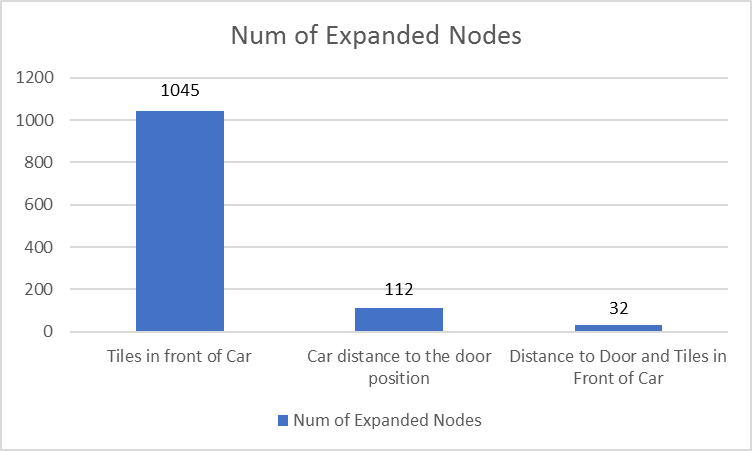 Num of Expanded Nodes
1200
1000
800
600
400
200
0
1045
112
32
Tiles in front of Car
Car distance to the door
position
Distance to Door and Tiles in
Front of Car
Num of Expanded Nodes